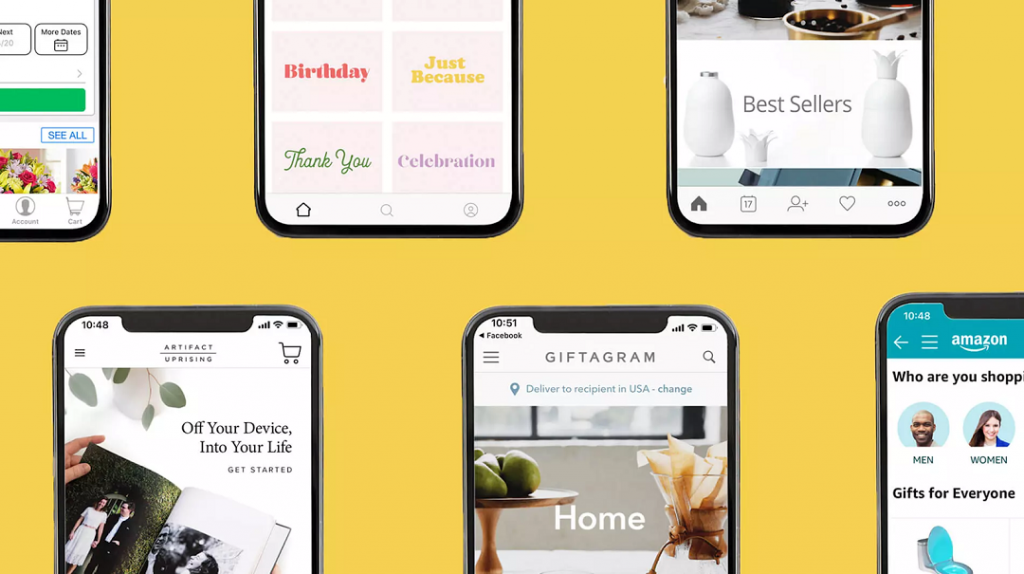 Next
More Dates
/20
SEE ALL
Account
Cart
Birthday
Just
Because
Thank You
Celebration
Best Sellers
17
10:48
ARTIFACT
UPRISING
Off Your Device,
Into Your Life
GET STARTED
10:51
Facebook
GIFTAGRAM
Deliver to recipient in USA - change
Home
10:48
amazon
Who are you shoppi
MEN
WOMEN
Gifts for Everyone